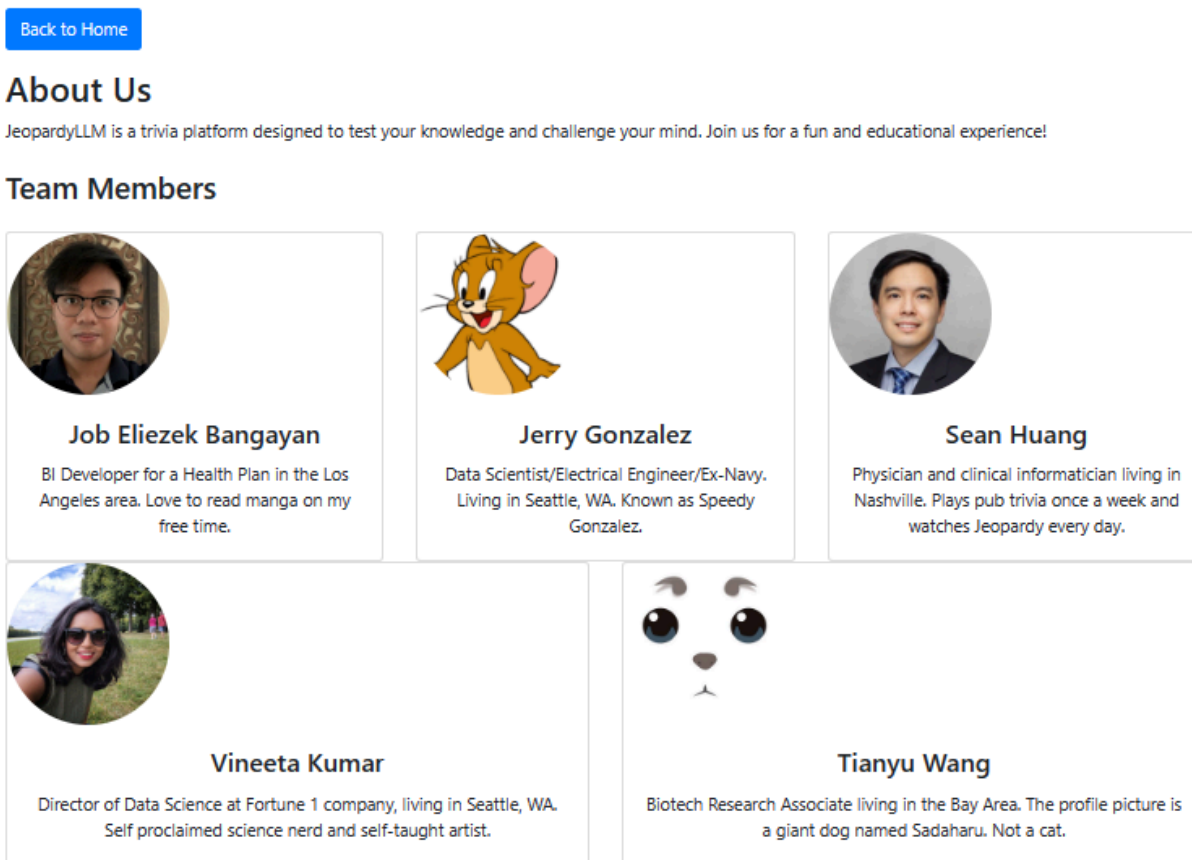 Back to Home
About Us
JeopardyLLM is a trivia platform designed to test your knowledge and challenge your mind. Join us for a fun and educational experience!
Team Members
Job Eliezek Bangayan
BI Developer for a Health Plan in the Los
Angeles area. Love to read manga on my
free time.
Jerry Gonzalez
Data Scientist/Electrical Engineer/Ex-Navy.
Living in Seattle, WA. Known as Speedy
Gonzalez.
Sean Huang
Physician and clinical informatician living in
Nashville. Plays pub trivia once a week and
watches Jeopardy every day.
Vineeta Kumar
Director of Data Science at Fortune 1 company, living in Seattle, WA.
Self proclaimed science nerd and self-taught artist.
Tianyu Wang
Biotech Research Associate living in the Bay Area. The profile picture is
a giant dog named Sadaharu. Not a cat.